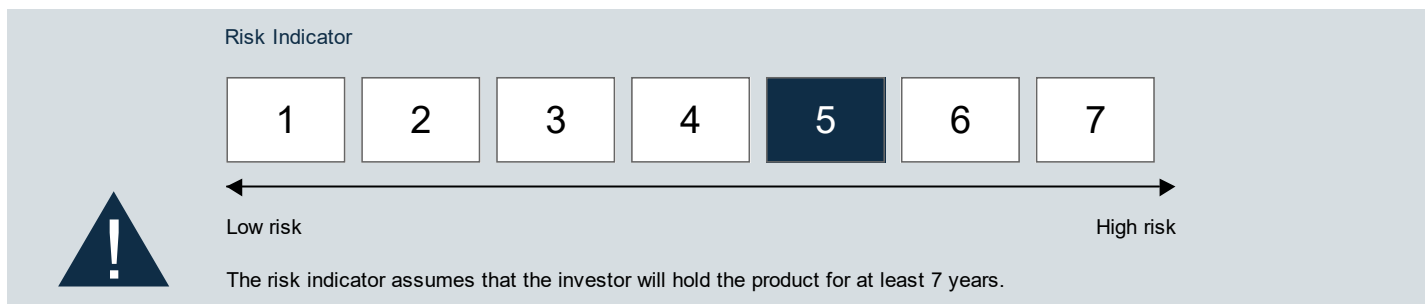 Risk Indicator
1 2 3 4 5 6 7
Low risk High risk
!
The risk indicator assumes that the investor will hold the product for at least 7 years.